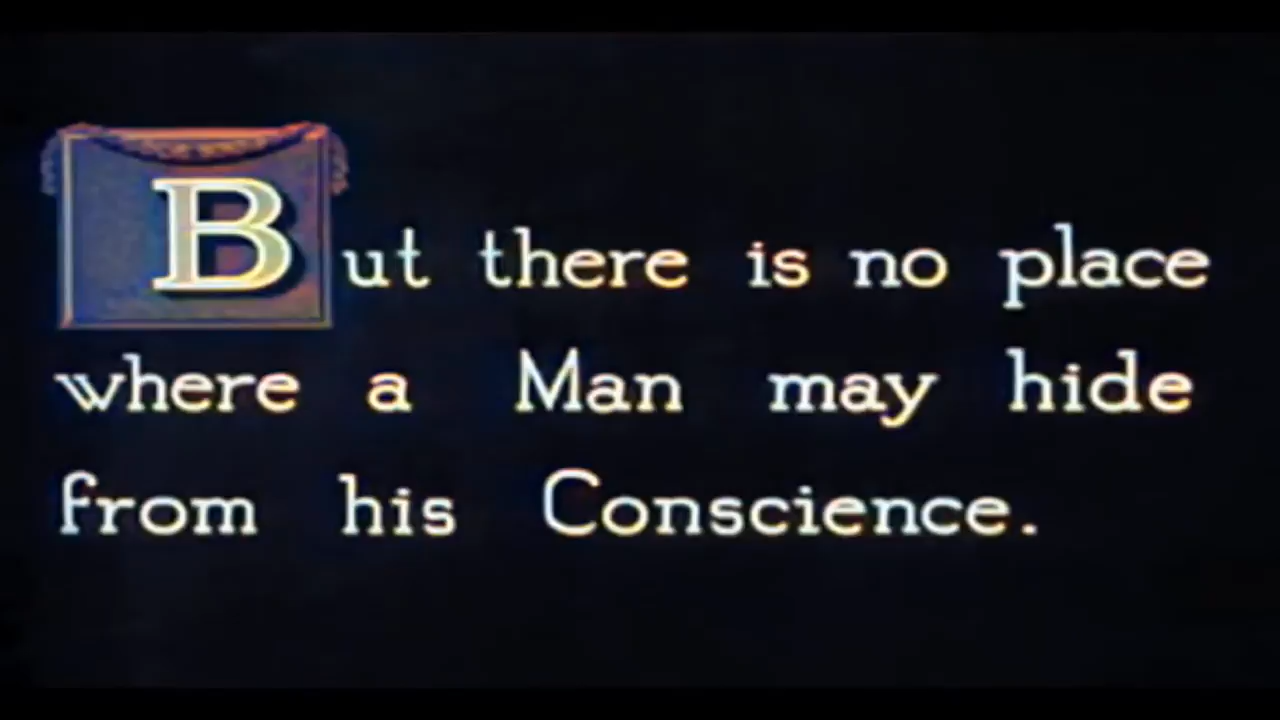 But there is no place
where a Man may hide
from his Conscience.